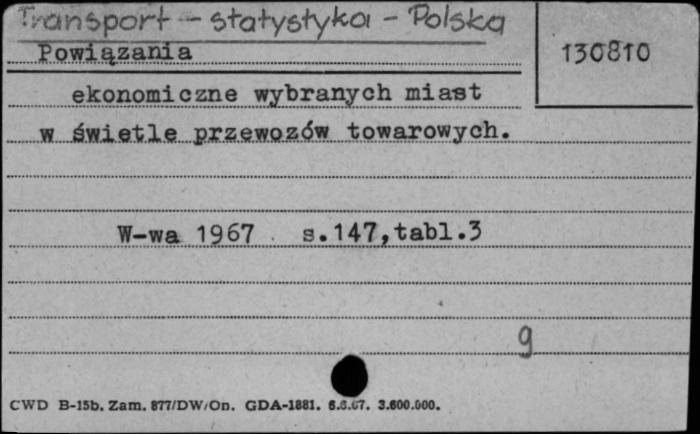 Transport - statystyka - Polska
Powiązania
130810
ekonomiczne wybranych miast
w świetle przewozów towarowych.
W-wa 1967 s.147,tabl.3
9
CWD B-15b. Zam. 877/DW/On. GDA-1881. 6.6.67. 3.600.000.